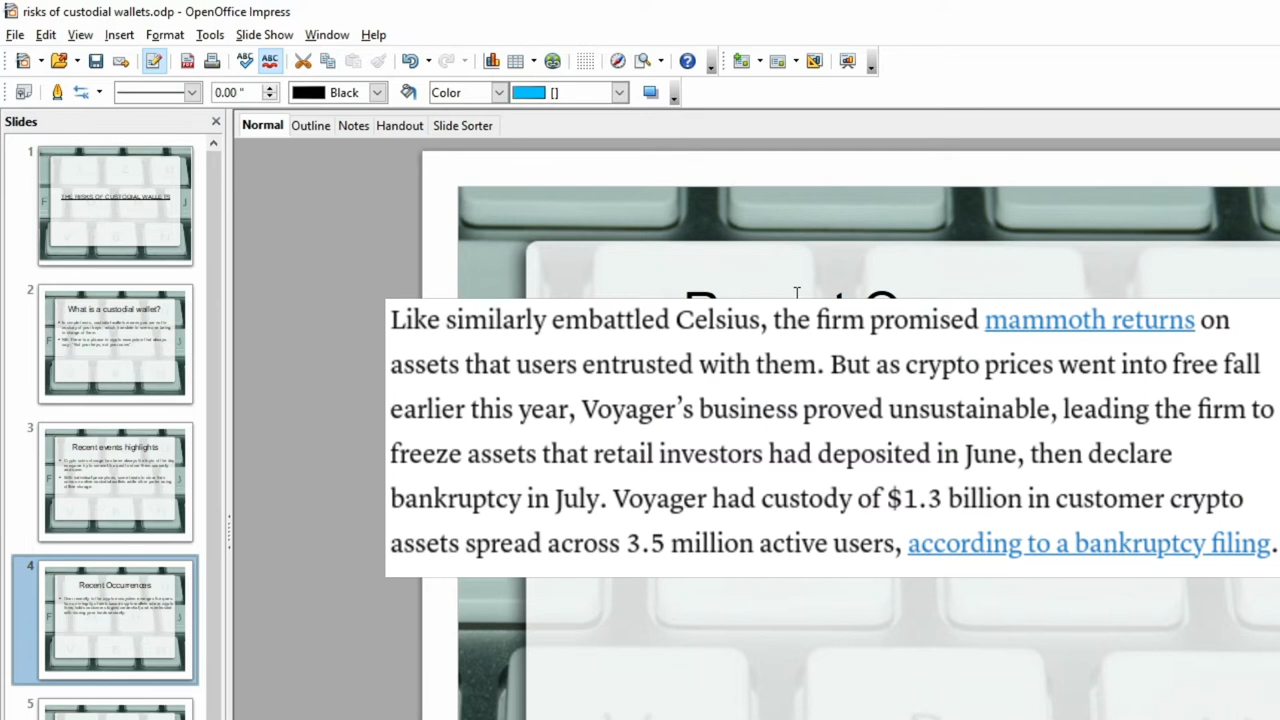 risks of custodial wallets.odp - OpenOffice Impress
File Edit View Insert Format Tools Slide Show Window Help
0.00 " Black Color []
Slides
Normal Outline Notes Handout Slide Sorter
1
THE RISKS OF CUSTODIAL WALLETS
2
What is a custodial wallet?
3
Recent events highlights
4
Recent Occurrences
5
Like similarly embattled Celsius, the firm promised mammoth returns on
assets that users entrusted with them. But as crypto prices went into free fall
earlier this year, Voyager’s business proved unsustainable, leading the firm to
freeze assets that retail investors had deposited in June, then declare
bankruptcy in July. Voyager had custody of $1.3 billion in customer crypto
assets spread across 3.5 million active users, according to a bankruptcy filing.